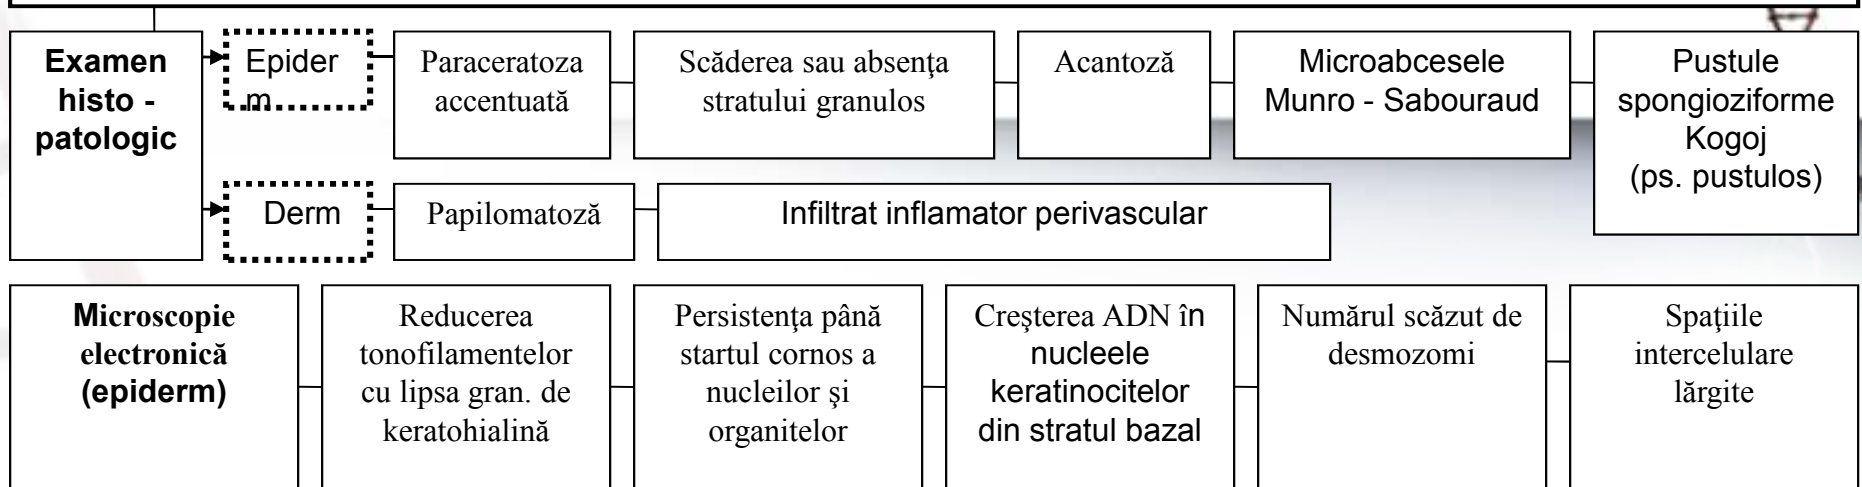 Examen
histo -
patologic
Epider
m
Paraceratoza
accentuată
Scăderea sau absenţa
stratului granulos
Acantoză
Microabcesele
Munro - Sabouraud
Pustule
spongioziforme
Kogoj
(ps. pustulos)
Derm
Papilomatoză
Infiltrat inflamator perivascular
Microscopie
electronică
(epiderm)
Reducerea
tonofilamentelor
cu lipsa gran. de
keratohialină
Persistenţa până
startul cornos a
nucleilor şi
organitelor
Creşterea ADN în
nucleele
keratinocitelor
din stratul bazal
Numărul scăzut de
desmozomi
Spaţiile
intercelulare
lărgite